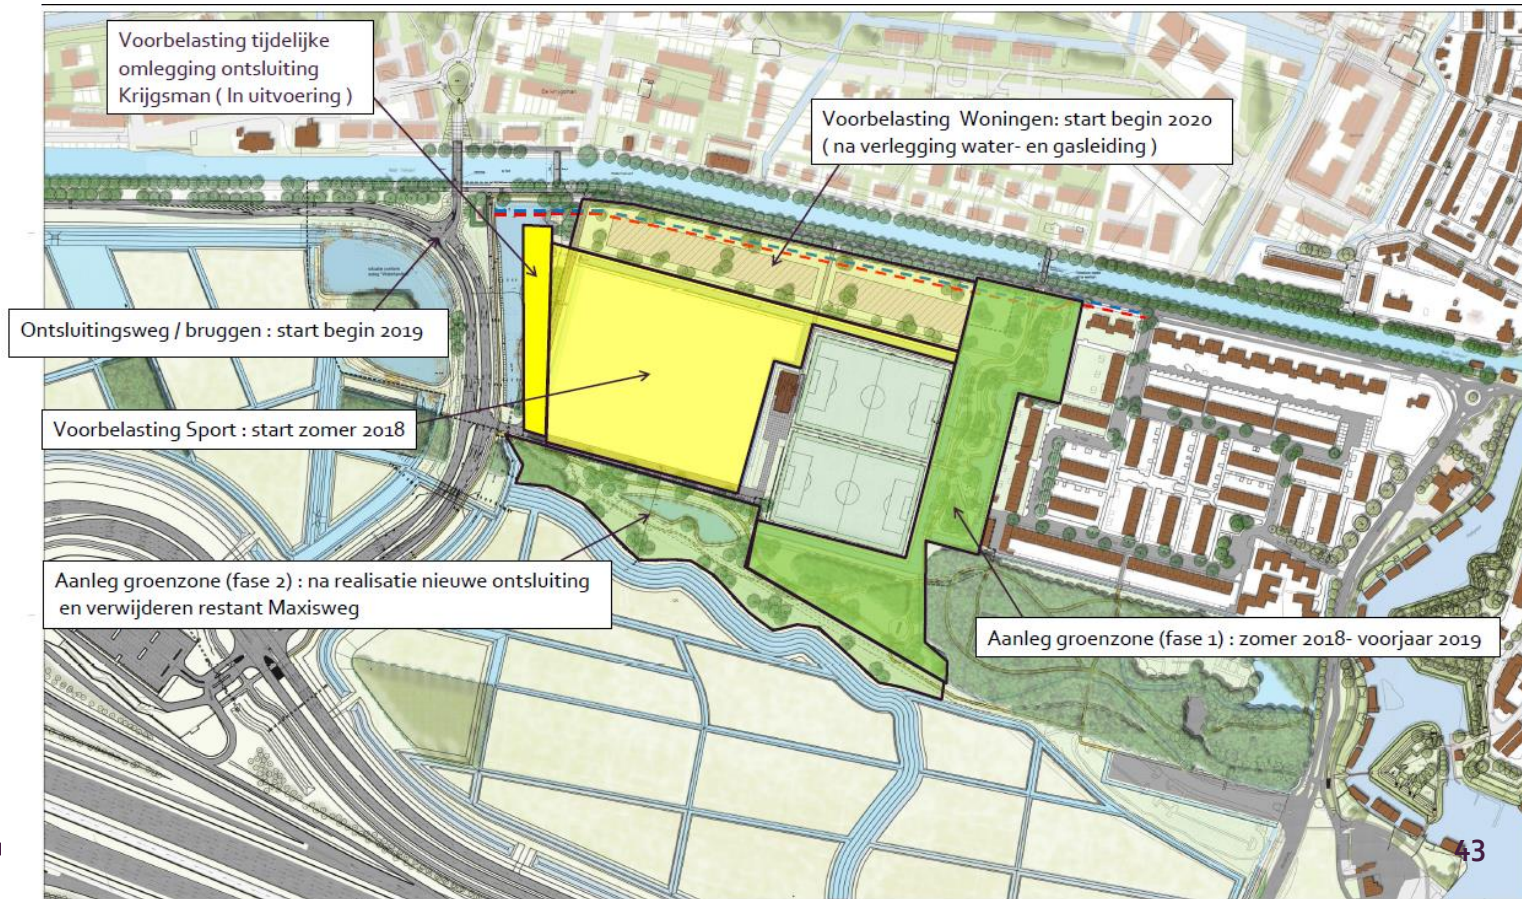 Voorbelasting tijdelijke
omlegging ontsluiting
Krijgsman ( In uitvoering )
Voorbelasting  Woningen: start begin 2020
( na verlegging water- en gasleiding )
Ontsluitingsweg / bruggen : start begin 2019
Voorbelasting Sport : start zomer 2018
Aanleg groenzone (fase 2) : na realisatie nieuwe ontsluiting
en verwijderen restant Maxisweg
Aanleg groenzone (fase 1) : zomer 2018- voorjaar 2019
43